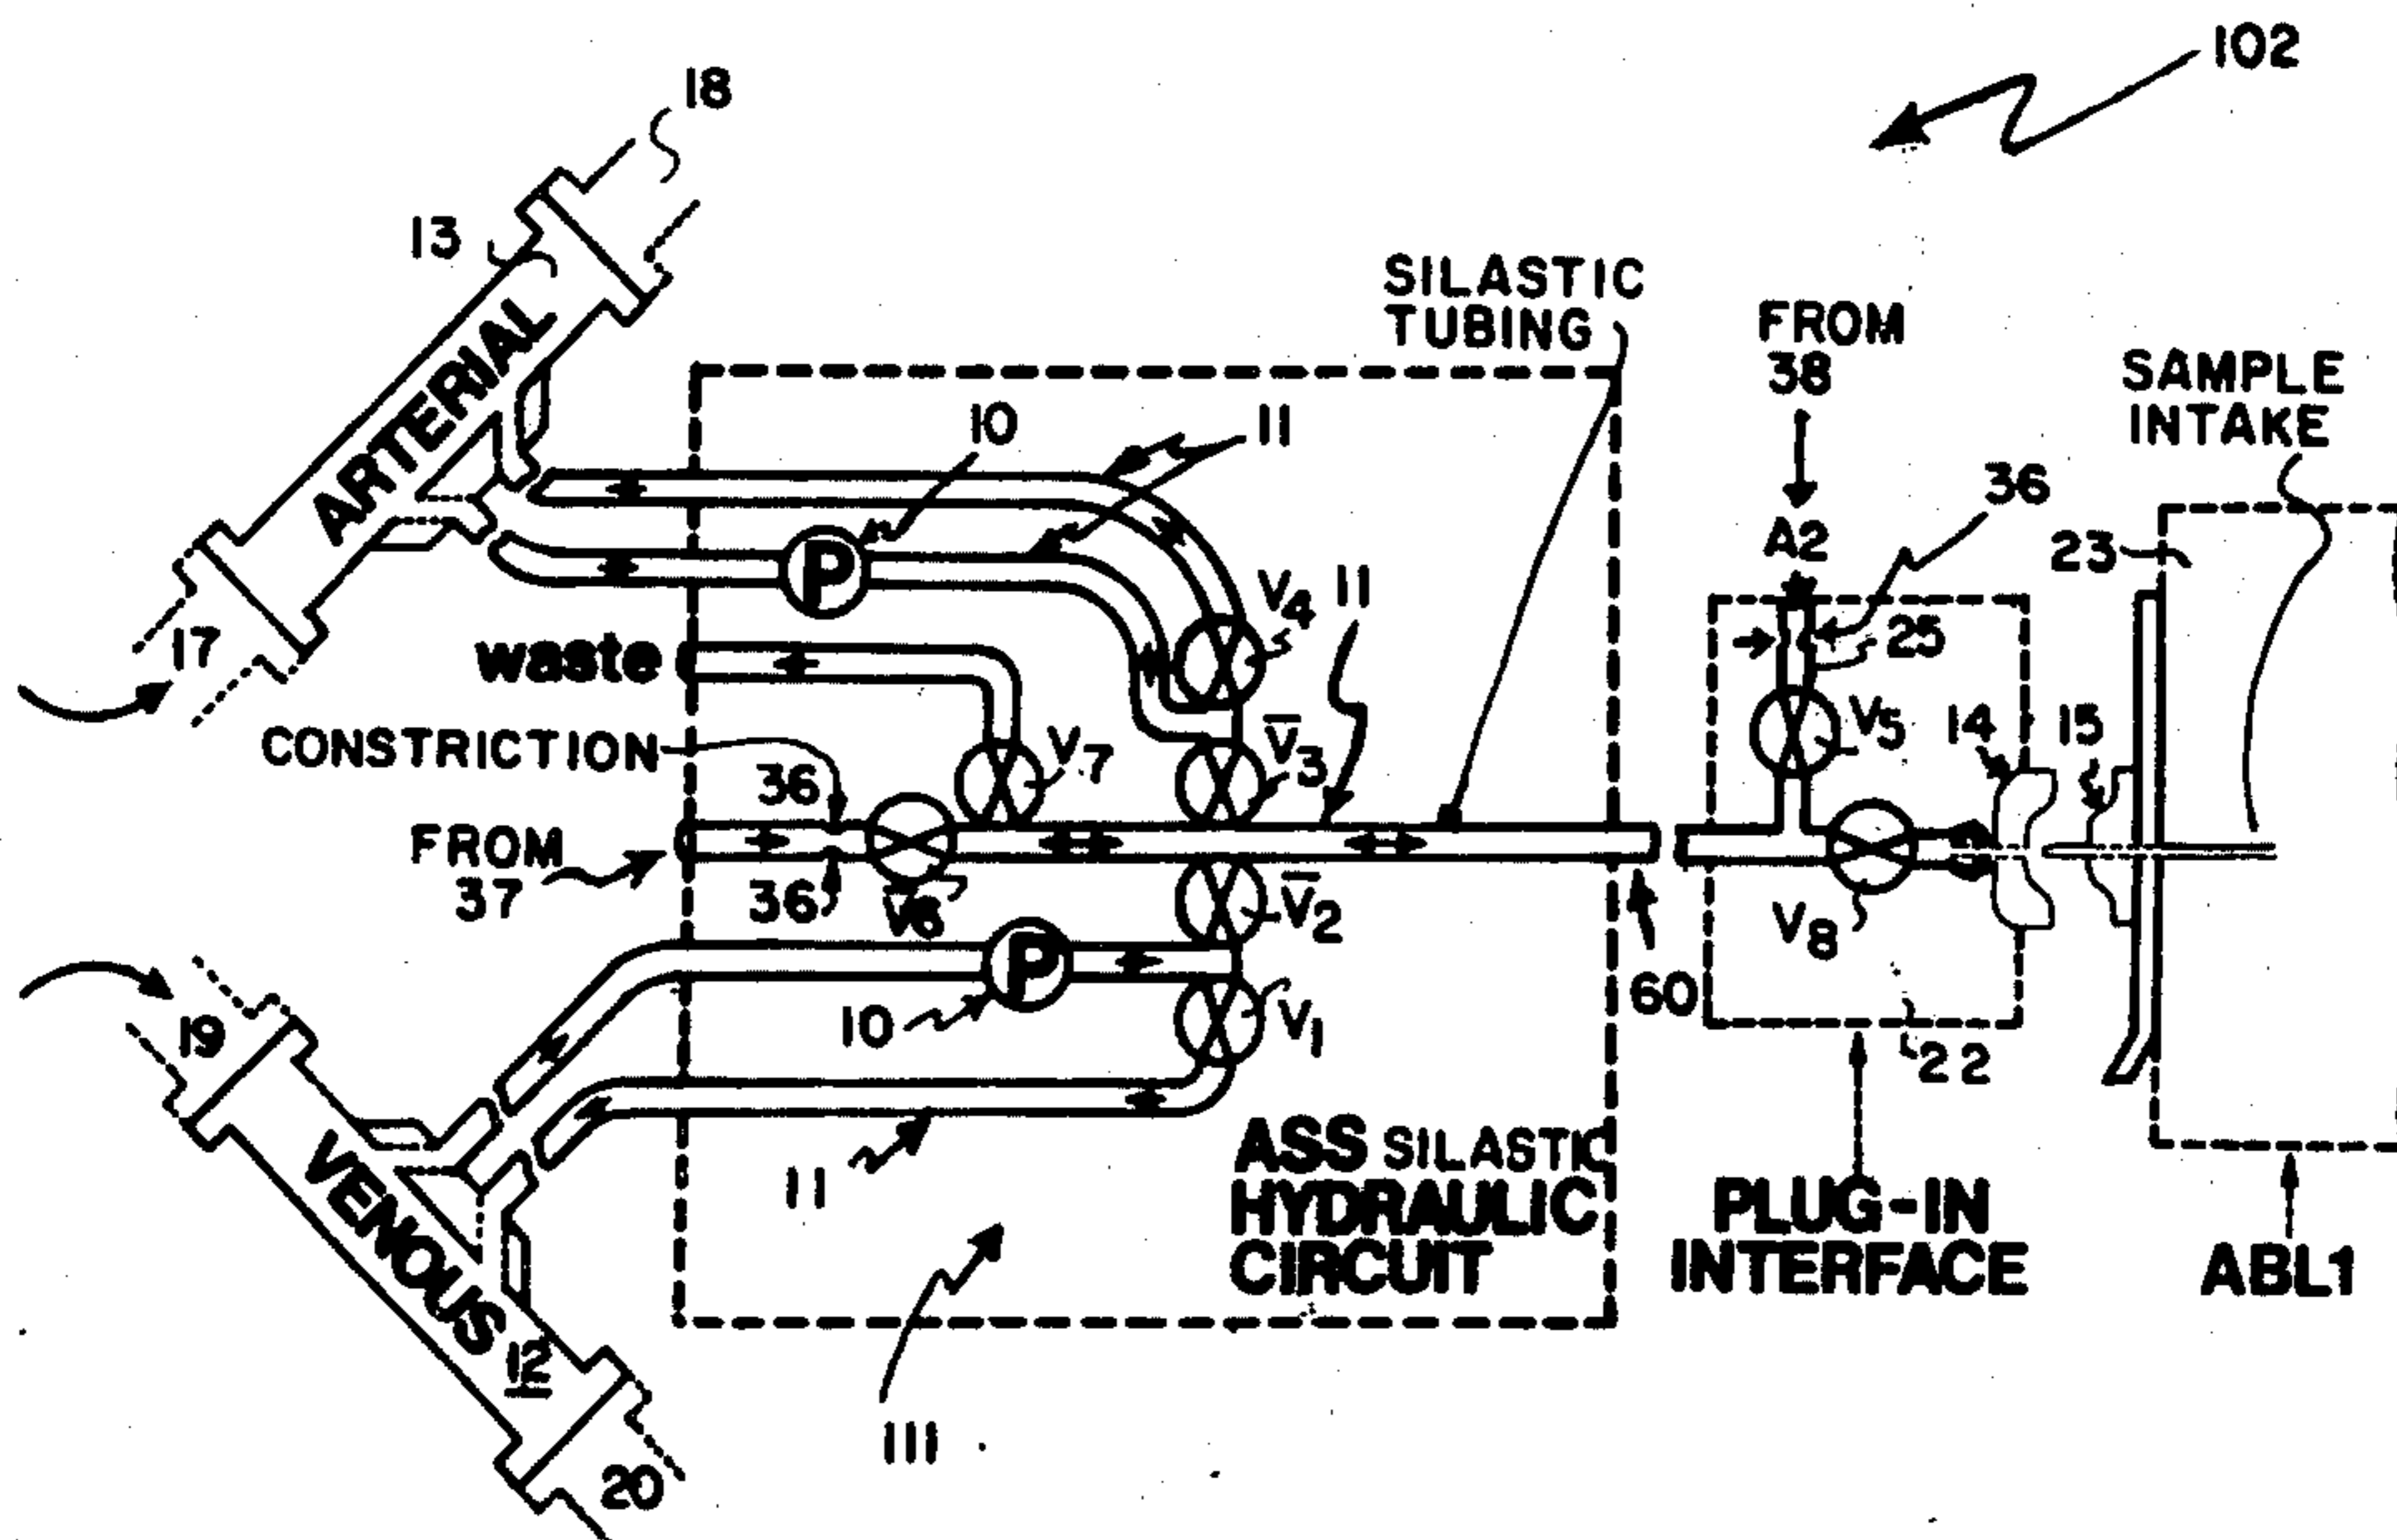 102
18
13
ARTERIAL
17
SILASTIC
TUBING
FROM
38
SAMPLE
INTAKE
10
11
A2
36
23
P
V4
11
25
waste
CONSTRICTION
V7
V̅3
V5
14
15
36
FROM
37
36
V6
V̅2
V8
60
P
10
V1
22
19
11
ASS SILASTIC
HYDRAULIC
CIRCUIT
PLUG-IN
INTERFACE
ABL1
VENOUS
12
111
20